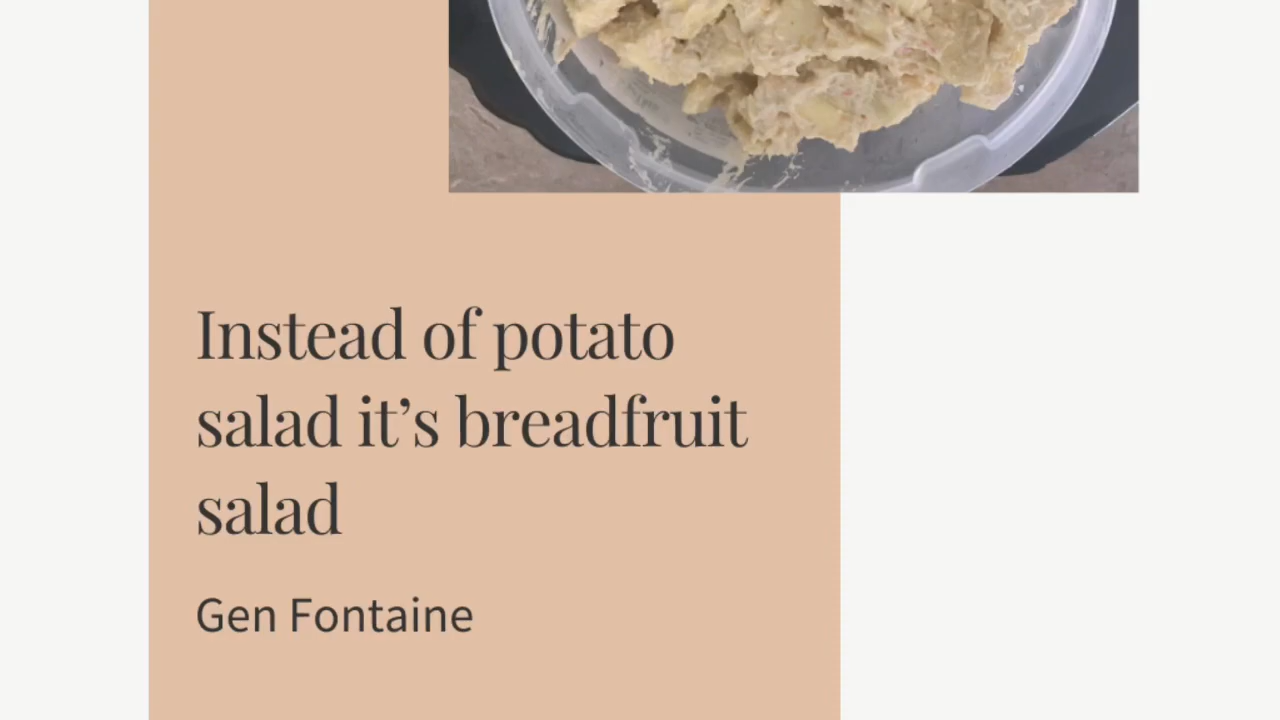 Instead of potato
salad it’s breadfruit
salad
Gen Fontaine